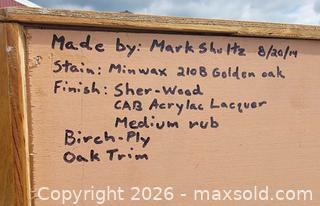 Made by: Mark Shultz 8/20/14
Stain: Minwax 210B Golden oak
Finish: Sher-Wood
CAB Acrylac Lacquer
Medium rub
Birch-Ply
Oak Trim
Copyright 2026 - maxsold.com